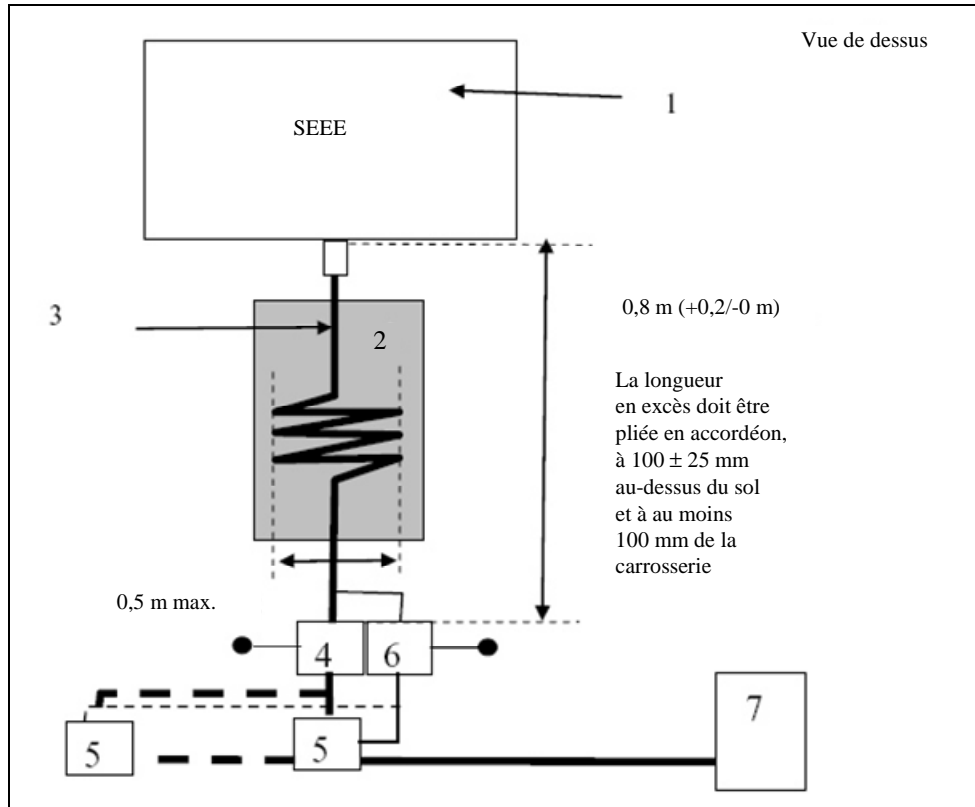 Vue de dessus
1
SEEE
0,8 m (+0,2/-0 m)
3
2
La longueur
en excès doit être
pliée en accordéon,
à 100 ± 25 mm
au-dessus du sol
et à au moins
100 mm de la
carrosserie
0,5 m max.
4
6
7
5
5